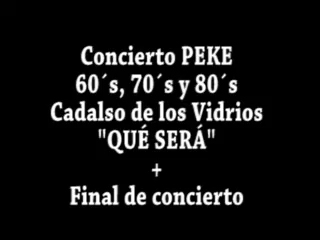 Concierto PEKE
60´s, 70´s y 80´s
Cadalso de los Vidrios
"QUÉ SERÁ"
+
Final de concierto